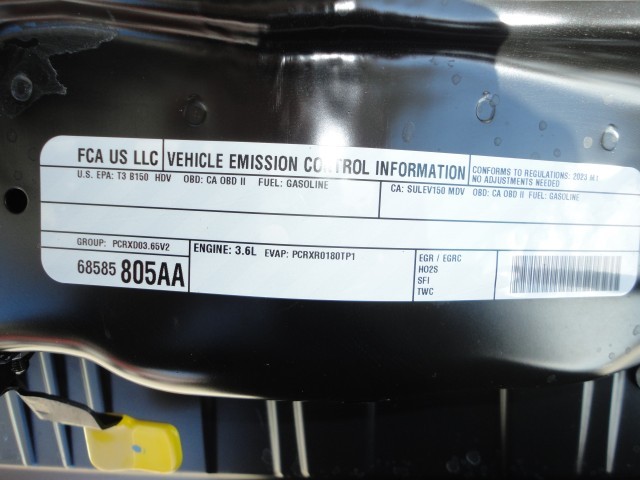 FCA US LLC VEHICLE EMISSION CONTROL INFORMATION
CONFORMS TO REGULATIONS: 2023 MY
NO ADJUSTMENTS NEEDED
U.S. EPA: T3 B150 HDV OBD: CA OBD II FUEL: GASOLINE
CA: SULEV150 MDV OBD: CA OBD II FUEL: GASOLINE
GROUP: PCRXD03.65V2
ENGINE: 3.6L EVAP: PCRXR0180TP1
68585 805AA
EGR / EGRC
HO2S
SFI
TWC